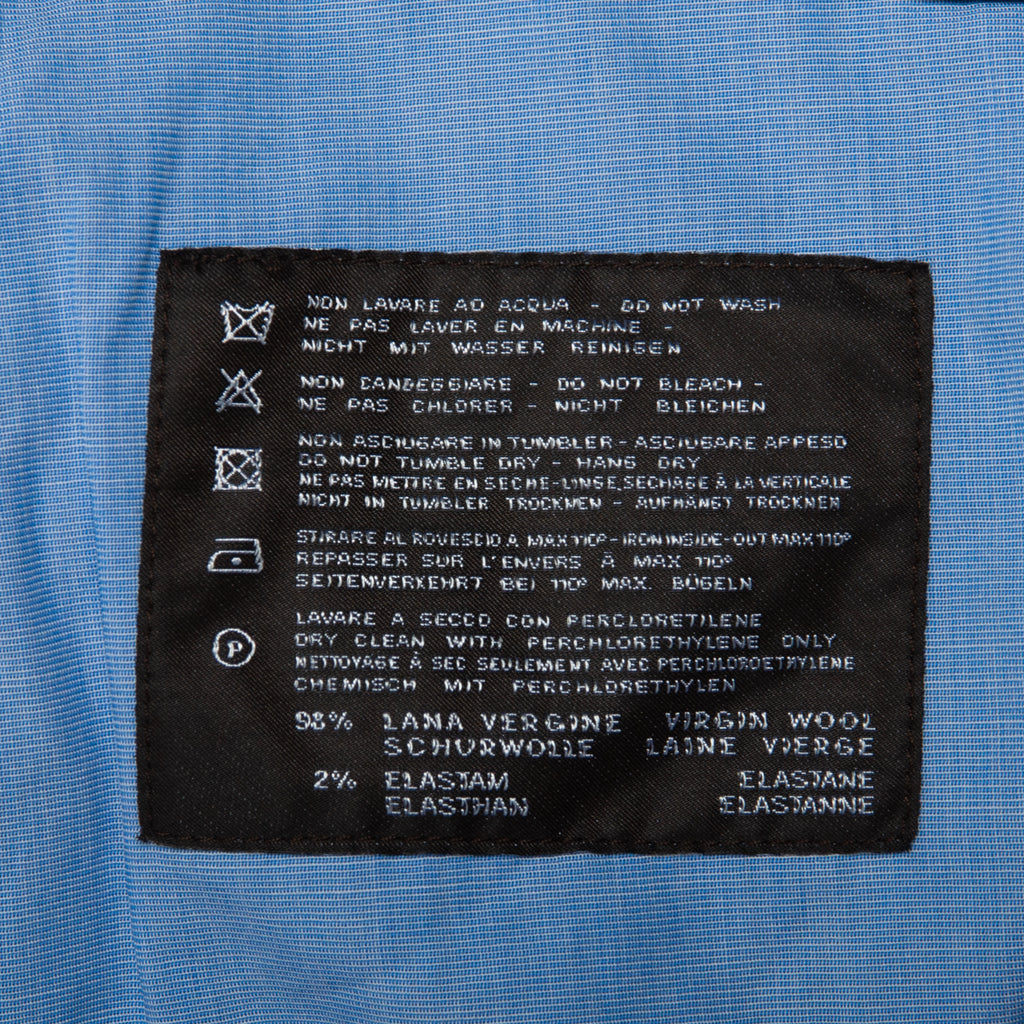 NON LAVARE AD ACQUA - DO NOT WASH
NE PAS LAVER EN MACHINE -
NICHT MIT WASSER REINIGEN
NON CANDEGGIARE - DO NOT BLEACH -
NE PAS CHLORER - NICHT BLEICHEN
NON ASCIUGARE IN TUMBLER - ASCIUGARE APPESO
DO NOT TUMBLE DRY - HANG DRY
NE PAS METTRE EN SECHE-LINGE, SECHAGE À LA VERTICALE
NICHT IN TUMBLER TROCKNEN - AUFHÄNGT TROCKNEN
STIRARE AL ROVESCIO A MAX 110° - IRON INSIDE-OUT MAX 110°
REPASSER SUR L'ENVERS À MAX 110°
SEITENVERKEHRT BEI 110° MAX. BÜGELN
LAVARE A SECCO CON PERCLORETILENE
P DRY CLEAN WITH PERCHLORETHYLENE ONLY
NETTOYAGE À SEC SEULEMENT AVEC PERCHLOROETHYLENE
CHEMISCH MIT PERCHLORETHYLEN
98% LANA VERGINE VIRGIN WOOL
SCHURWOLLE LAINE VIERGE
2% ELASTAM ELASTANE
ELASTHAN ELASTANNE